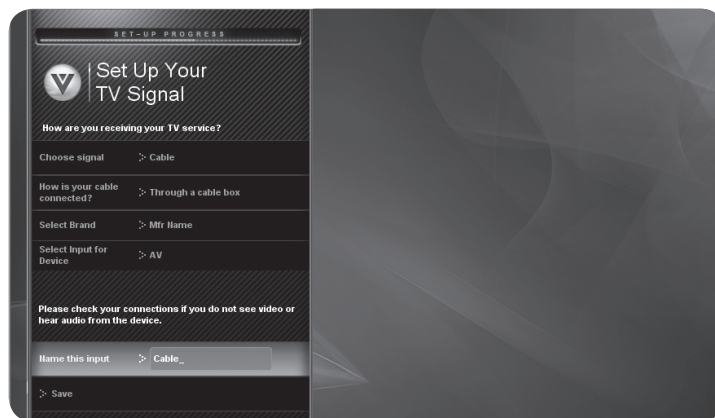 SET-UP PROGRESS
Set Up Your
TV Signal
How are you receiving your TV service?
Choose signal :> Cable
How is your cable
connected? :> Through a cable box
Select Brand :> Mfr Name
Select Input for
Device :> AV
Please check your connections if you do not see video or
hear audio from the device.
Name this input :> Cable_
:> Save